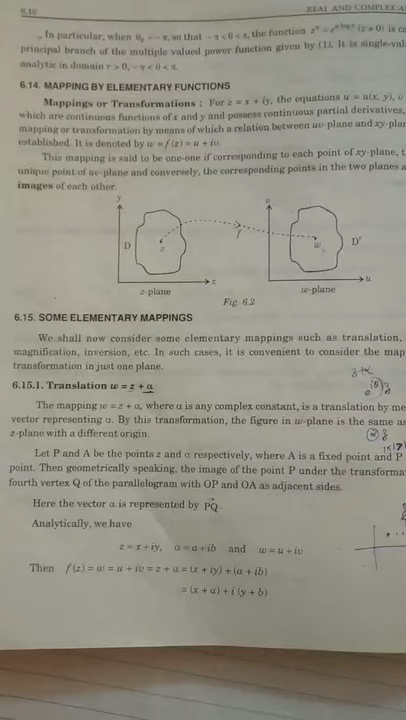 6.10
REAL AND COMPLEX A
In particular, when θ₀ = – π, so that – π < θ < π, the function zᵃ = eᵃ ˡᵒᵍ ᶻ (z ≠ 0) is
principal branch of the multiple valued power function given by (1). It is single-val
analytic in domain r > 0, – π < θ < π.
6.14. MAPPING BY ELEMENTARY FUNCTIONS
Mappings or Transformations : For z = x + iy, the equations u = u(x, y), v
which are continuous functions of x and y and possess continuous partial derivatives,
mapping or transformation by means of which a relation between uv-plane and xy-plan
established. It is denoted by w = f (z) = u + iv.
This mapping is said to be one-one if corresponding to each point of xy-plane, t
unique point of uv-plane and conversely, the corresponding points in the two planes a
images of each other.
y
v
D
z
f
w
D'
x
u
z-plane
w-plane
Fig. 6.2
6.15. SOME ELEMENTARY MAPPINGS
We shall now consider some elementary mappings such as translation,
magnification, inversion, etc. In such cases, it is convenient to consider the map
transformation in just one plane.
6.15.1. Translation w = z + α
The mapping w = z + α, where α is any complex constant, is a translation by me
vector representing α. By this transformation, the figure in w-plane is the same as
z-plane with a different origin.
Let P and A be the points z and α respectively, where A is a fixed point and P
point. Then geometrically speaking, the image of the point P under the transforma
fourth vertex Q of the parallelogram with OP and OA as adjacent sides.
Here the vector α is represented by PQ⃗.
Analytically, we have
z = x + iy, α = a + ib and w = u + iv
Then f(z) = w = u + iv = z + α = (x + iy) + (a + ib)
= (x + a) + i (y + b)